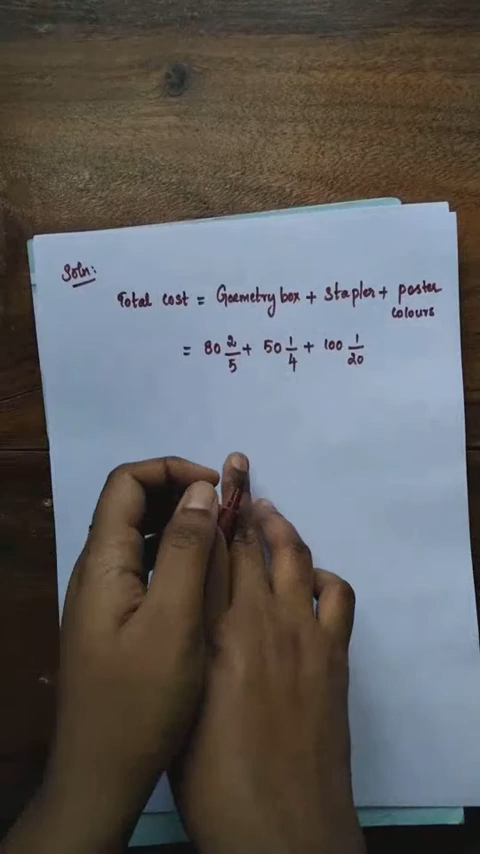 Soln:
Total cost = Geometry box + Stapler + poster
colours
= 80 2/5 + 50 1/4 + 100 1/20